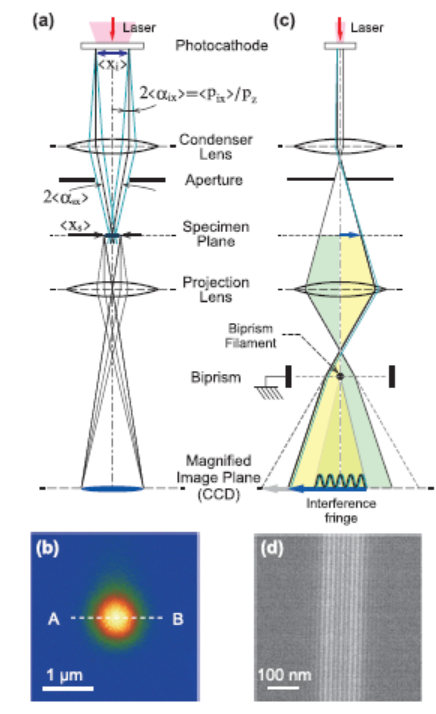 (a)
Laser
(c)
Laser
Photocathode
<xᵢ>
2<αᵢₓ>=<pᵢₓ>/p_z
Condenser
Lens
Aperture
2<αₛₓ>
<xₛ>
Specimen
Plane
Projection
Lens
Biprism
Filament
Biprism
Magnified
Image Plane
(CCD)
Interference
fringe
(b)
A
B
1 μm
(d)
100 nm